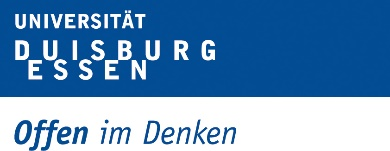 UNIVERSITÄT
DUISBURG
ESSEN
Offen im Denken